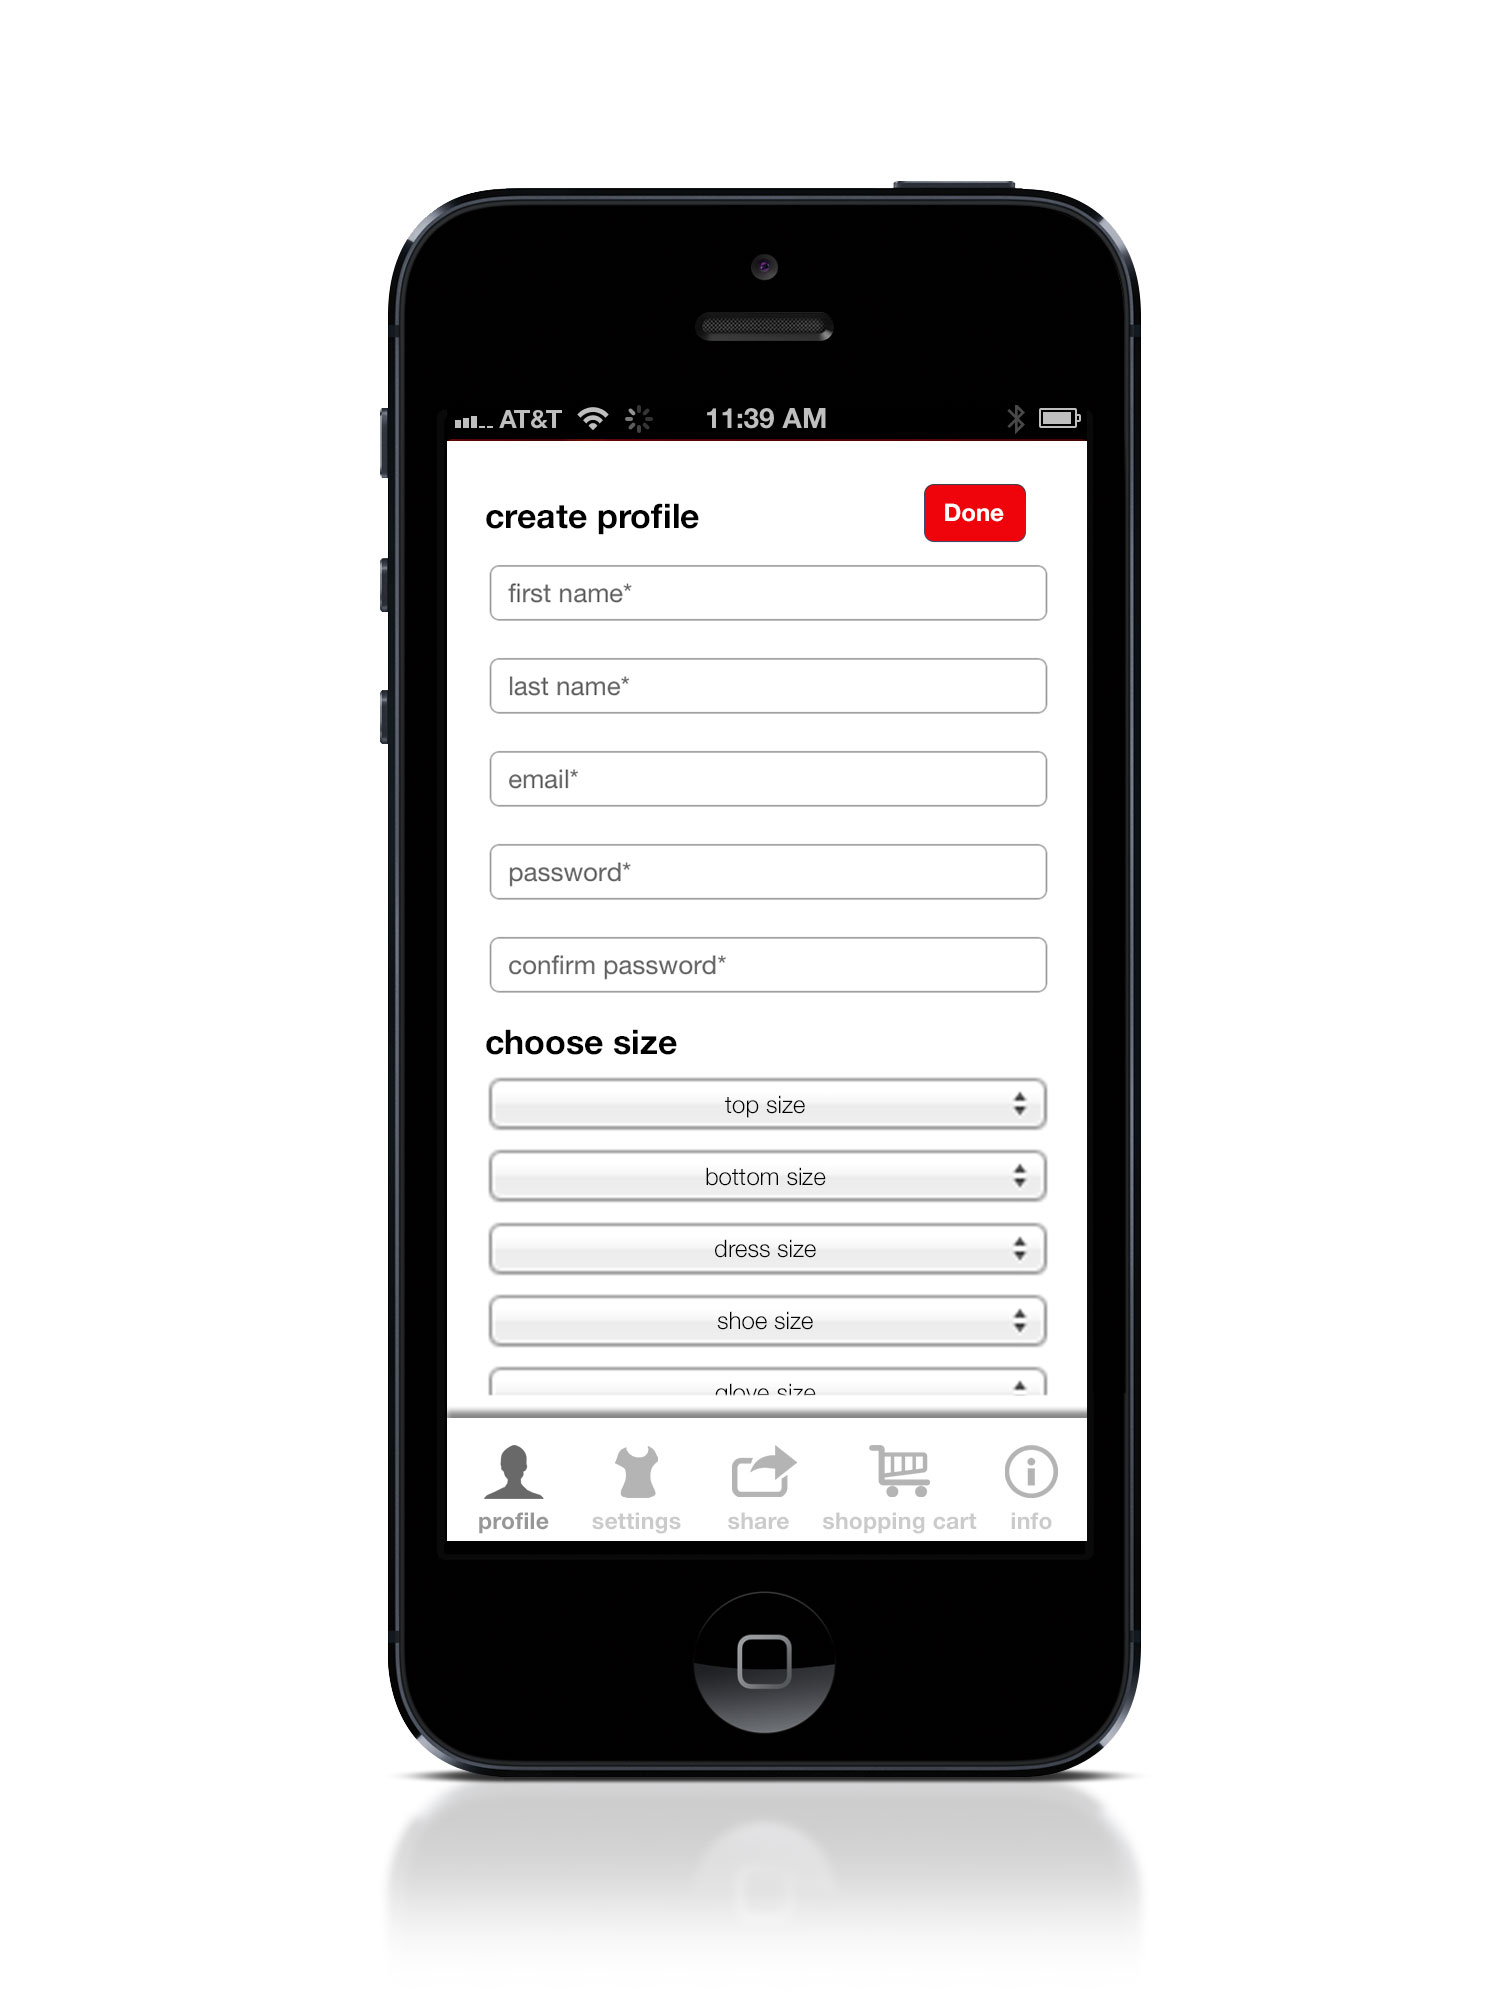 AT&T 11:39 AM
create profile Done
first name*
last name*
email*
password*
confirm password*
choose size
top size
bottom size
dress size
shoe size
glove size
profile settings share shopping cart info